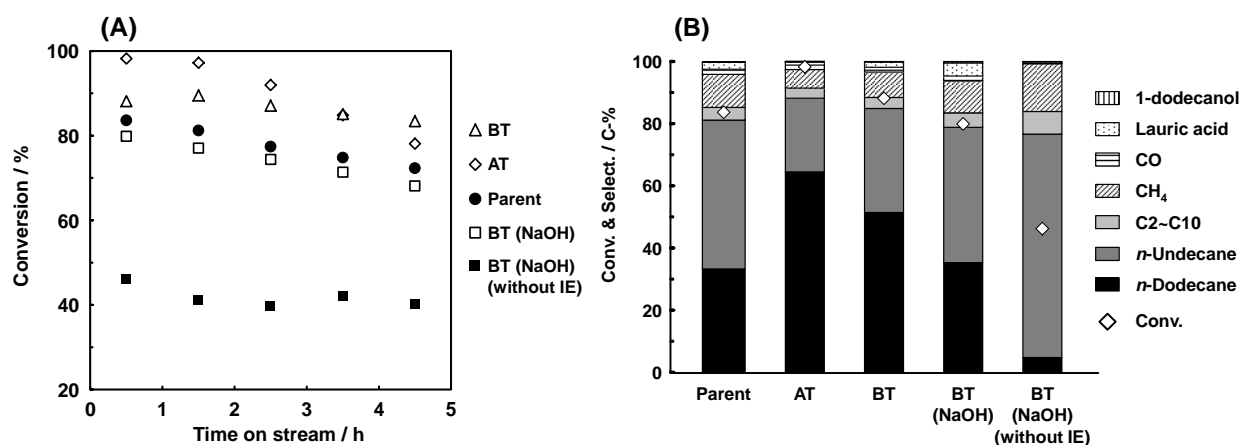 (A)
Conversion / %
100
80
60
40
20
0 1 2 3 4 5
Time on stream / h
BT
AT
Parent
BT (NaOH)
BT (NaOH)
(without IE)
(B)
Conv. & Select. / C-%
100
80
60
40
20
0
Parent
AT
BT
BT
(NaOH)
BT
(NaOH)
(without IE)
1-dodecanol
Lauric acid
CO
CH₄
C2~C10
n-Undecane
n-Dodecane
Conv.